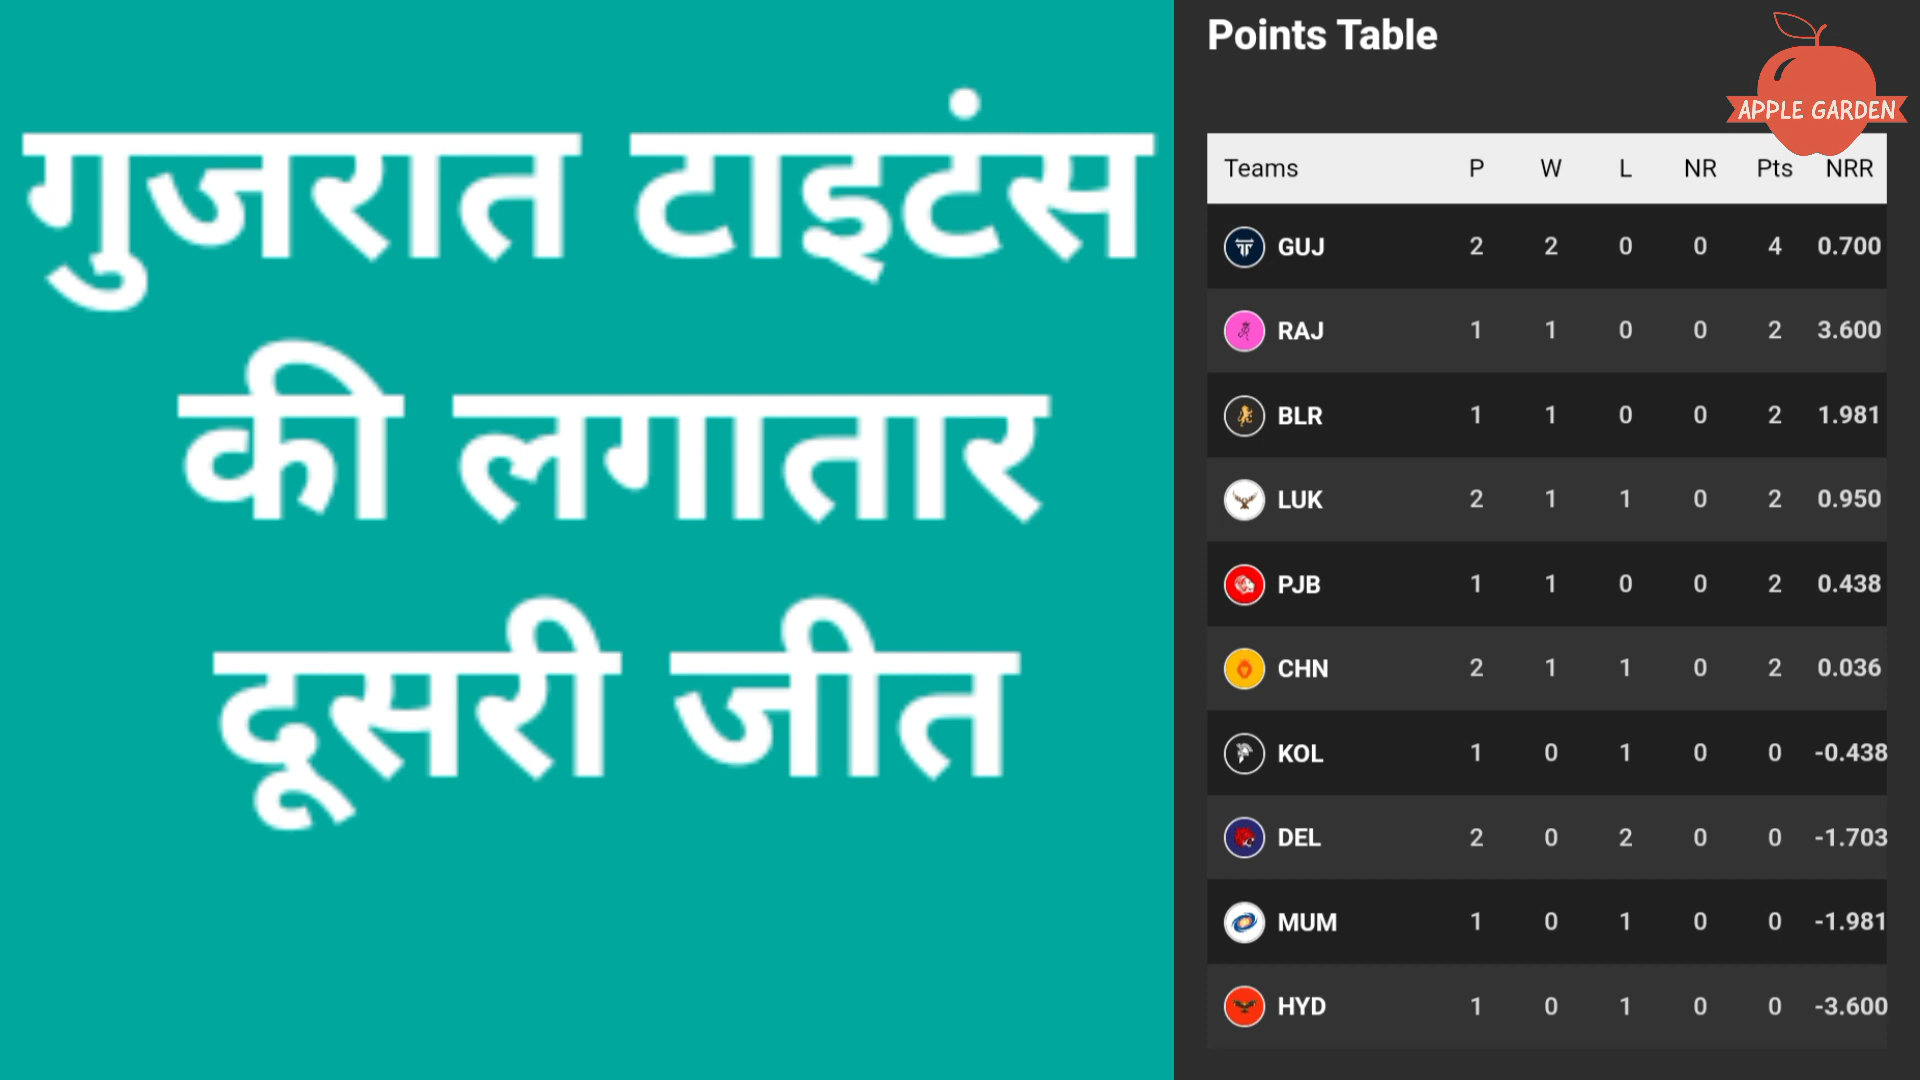 गुजरात टाइटंस
की लगातार
दूसरी जीत
Points Table
APPLE GARDEN
Teams P W L NR Pts NRR
GUJ 2 2 0 0 4 0.700
RAJ 1 1 0 0 2 3.600
BLR 1 1 0 0 2 1.981
LUK 2 1 1 0 2 0.950
PJB 1 1 0 0 2 0.438
CHN 2 1 1 0 2 0.036
KOL 1 0 1 0 0 -0.438
DEL 2 0 2 0 0 -1.703
MUM 1 0 1 0 0 -1.981
HYD 1 0 1 0 0 -3.600